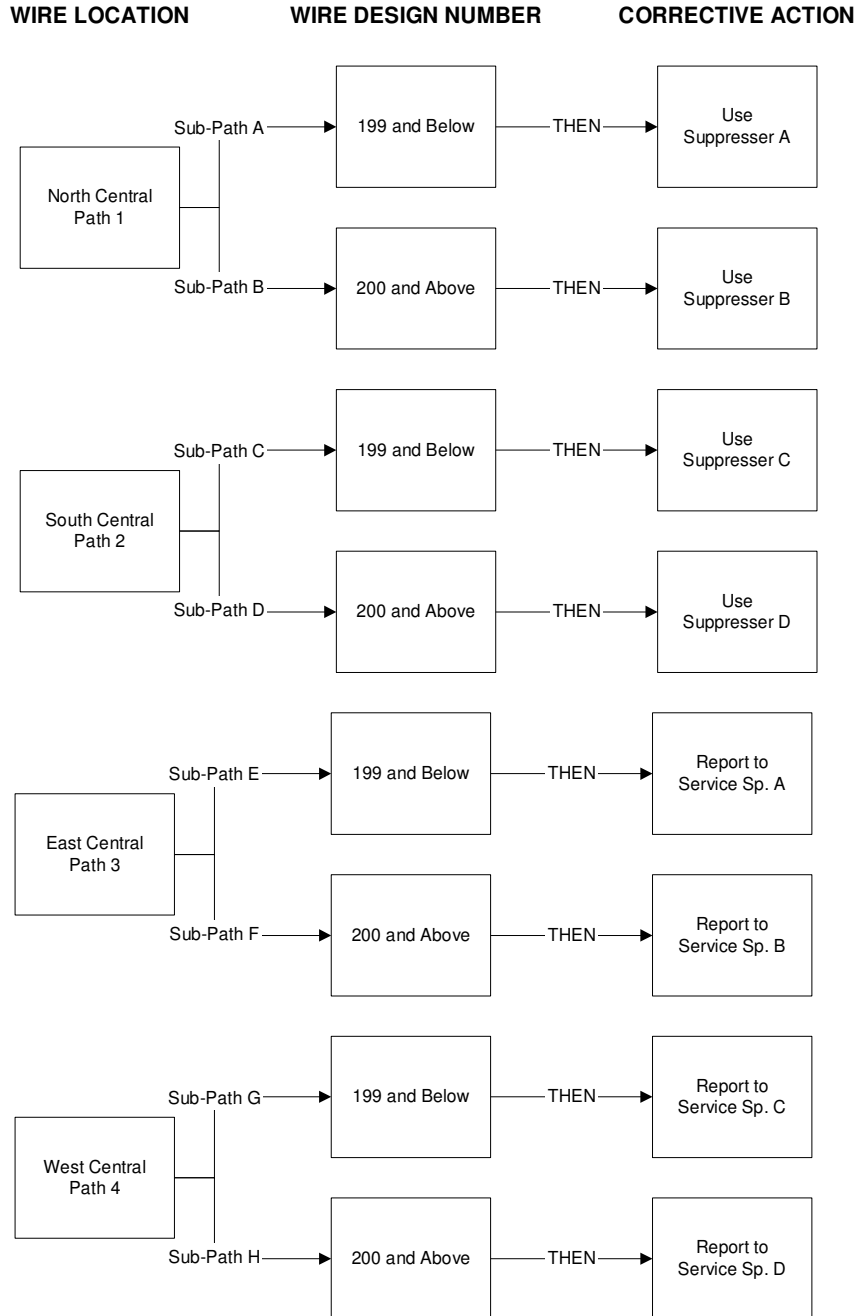 WIRE LOCATION
WIRE DESIGN NUMBER
CORRECTIVE ACTION
North Central
Path 1
Sub-Path A
199 and Below
THEN
Use
Suppresser A
Sub-Path B
200 and Above
THEN
Use
Suppresser B
South Central
Path 2
Sub-Path C
199 and Below
THEN
Use
Suppresser C
Sub-Path D
200 and Above
THEN
Use
Suppresser D
East Central
Path 3
Sub-Path E
199 and Below
THEN
Report to
Service Sp. A
Sub-Path F
200 and Above
THEN
Report to
Service Sp. B
West Central
Path 4
Sub-Path G
199 and Below
THEN
Report to
Service Sp. C
Sub-Path H
200 and Above
THEN
Report to
Service Sp. D